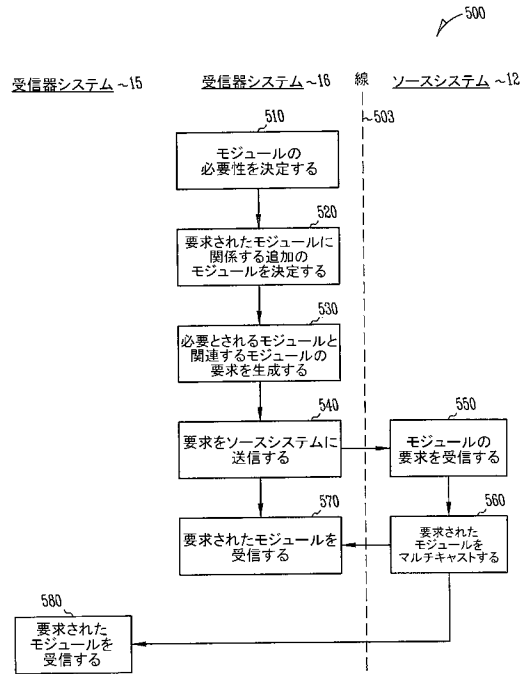 500
受信器システム ~15
受信器システム ~16
線
ソースシステム ~12
503
510
モジュールの
必要性を決定する
520
要求されたモジュールに
関係する追加の
モジュールを決定する
530
必要とされるモジュールと
関連するモジュールの
要求を生成する
540
要求をソースシステムに
送信する
550
モジュールの
要求を受信する
570
要求されたモジュールを
受信する
560
要求された
モジュールを
マルチキャストする
580
要求された
モジュールを
受信する